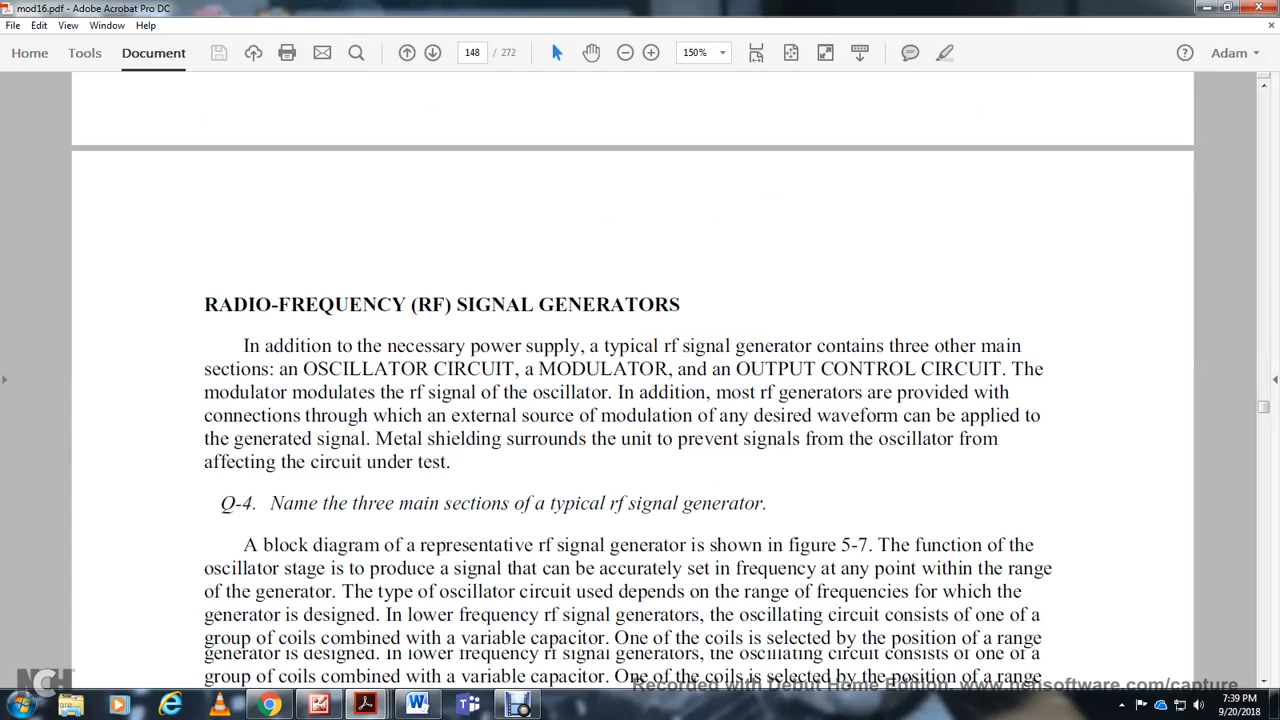 mod16.pdf - Adobe Acrobat Pro DC
File Edit View Window Help
Home Tools Document 148 / 272 150% Adam
RADIO-FREQUENCY (RF) SIGNAL GENERATORS
In addition to the necessary power supply, a typical rf signal generator contains three other main
sections: an OSCILLATOR CIRCUIT, a MODULATOR, and an OUTPUT CONTROL CIRCUIT. The
modulator modulates the rf signal of the oscillator. In addition, most rf generators are provided with
connections through which an external source of modulation of any desired waveform can be applied to
the generated signal. Metal shielding surrounds the unit to prevent signals from the oscillator from
affecting the circuit under test.
Q-4. Name the three main sections of a typical rf signal generator.
A block diagram of a representative rf signal generator is shown in figure 5-7. The function of the
oscillator stage is to produce a signal that can be accurately set in frequency at any point within the range
of the generator. The type of oscillator circuit used depends on the range of frequencies for which the
generator is designed. In lower frequency rf signal generators, the oscillating circuit consists of one of a
group of coils combined with a variable capacitor. One of the coils is selected by the position of a range
generator is designed. In lower frequency rf signal generators, the oscillating circuit consists of one of a
group of coils combined with a variable capacitor. One of the coils is selected by the position of a range
Recorded with Debut Home Edition. www.nchsoftware.com/capture
NCH
7:39 PM
9/20/2018